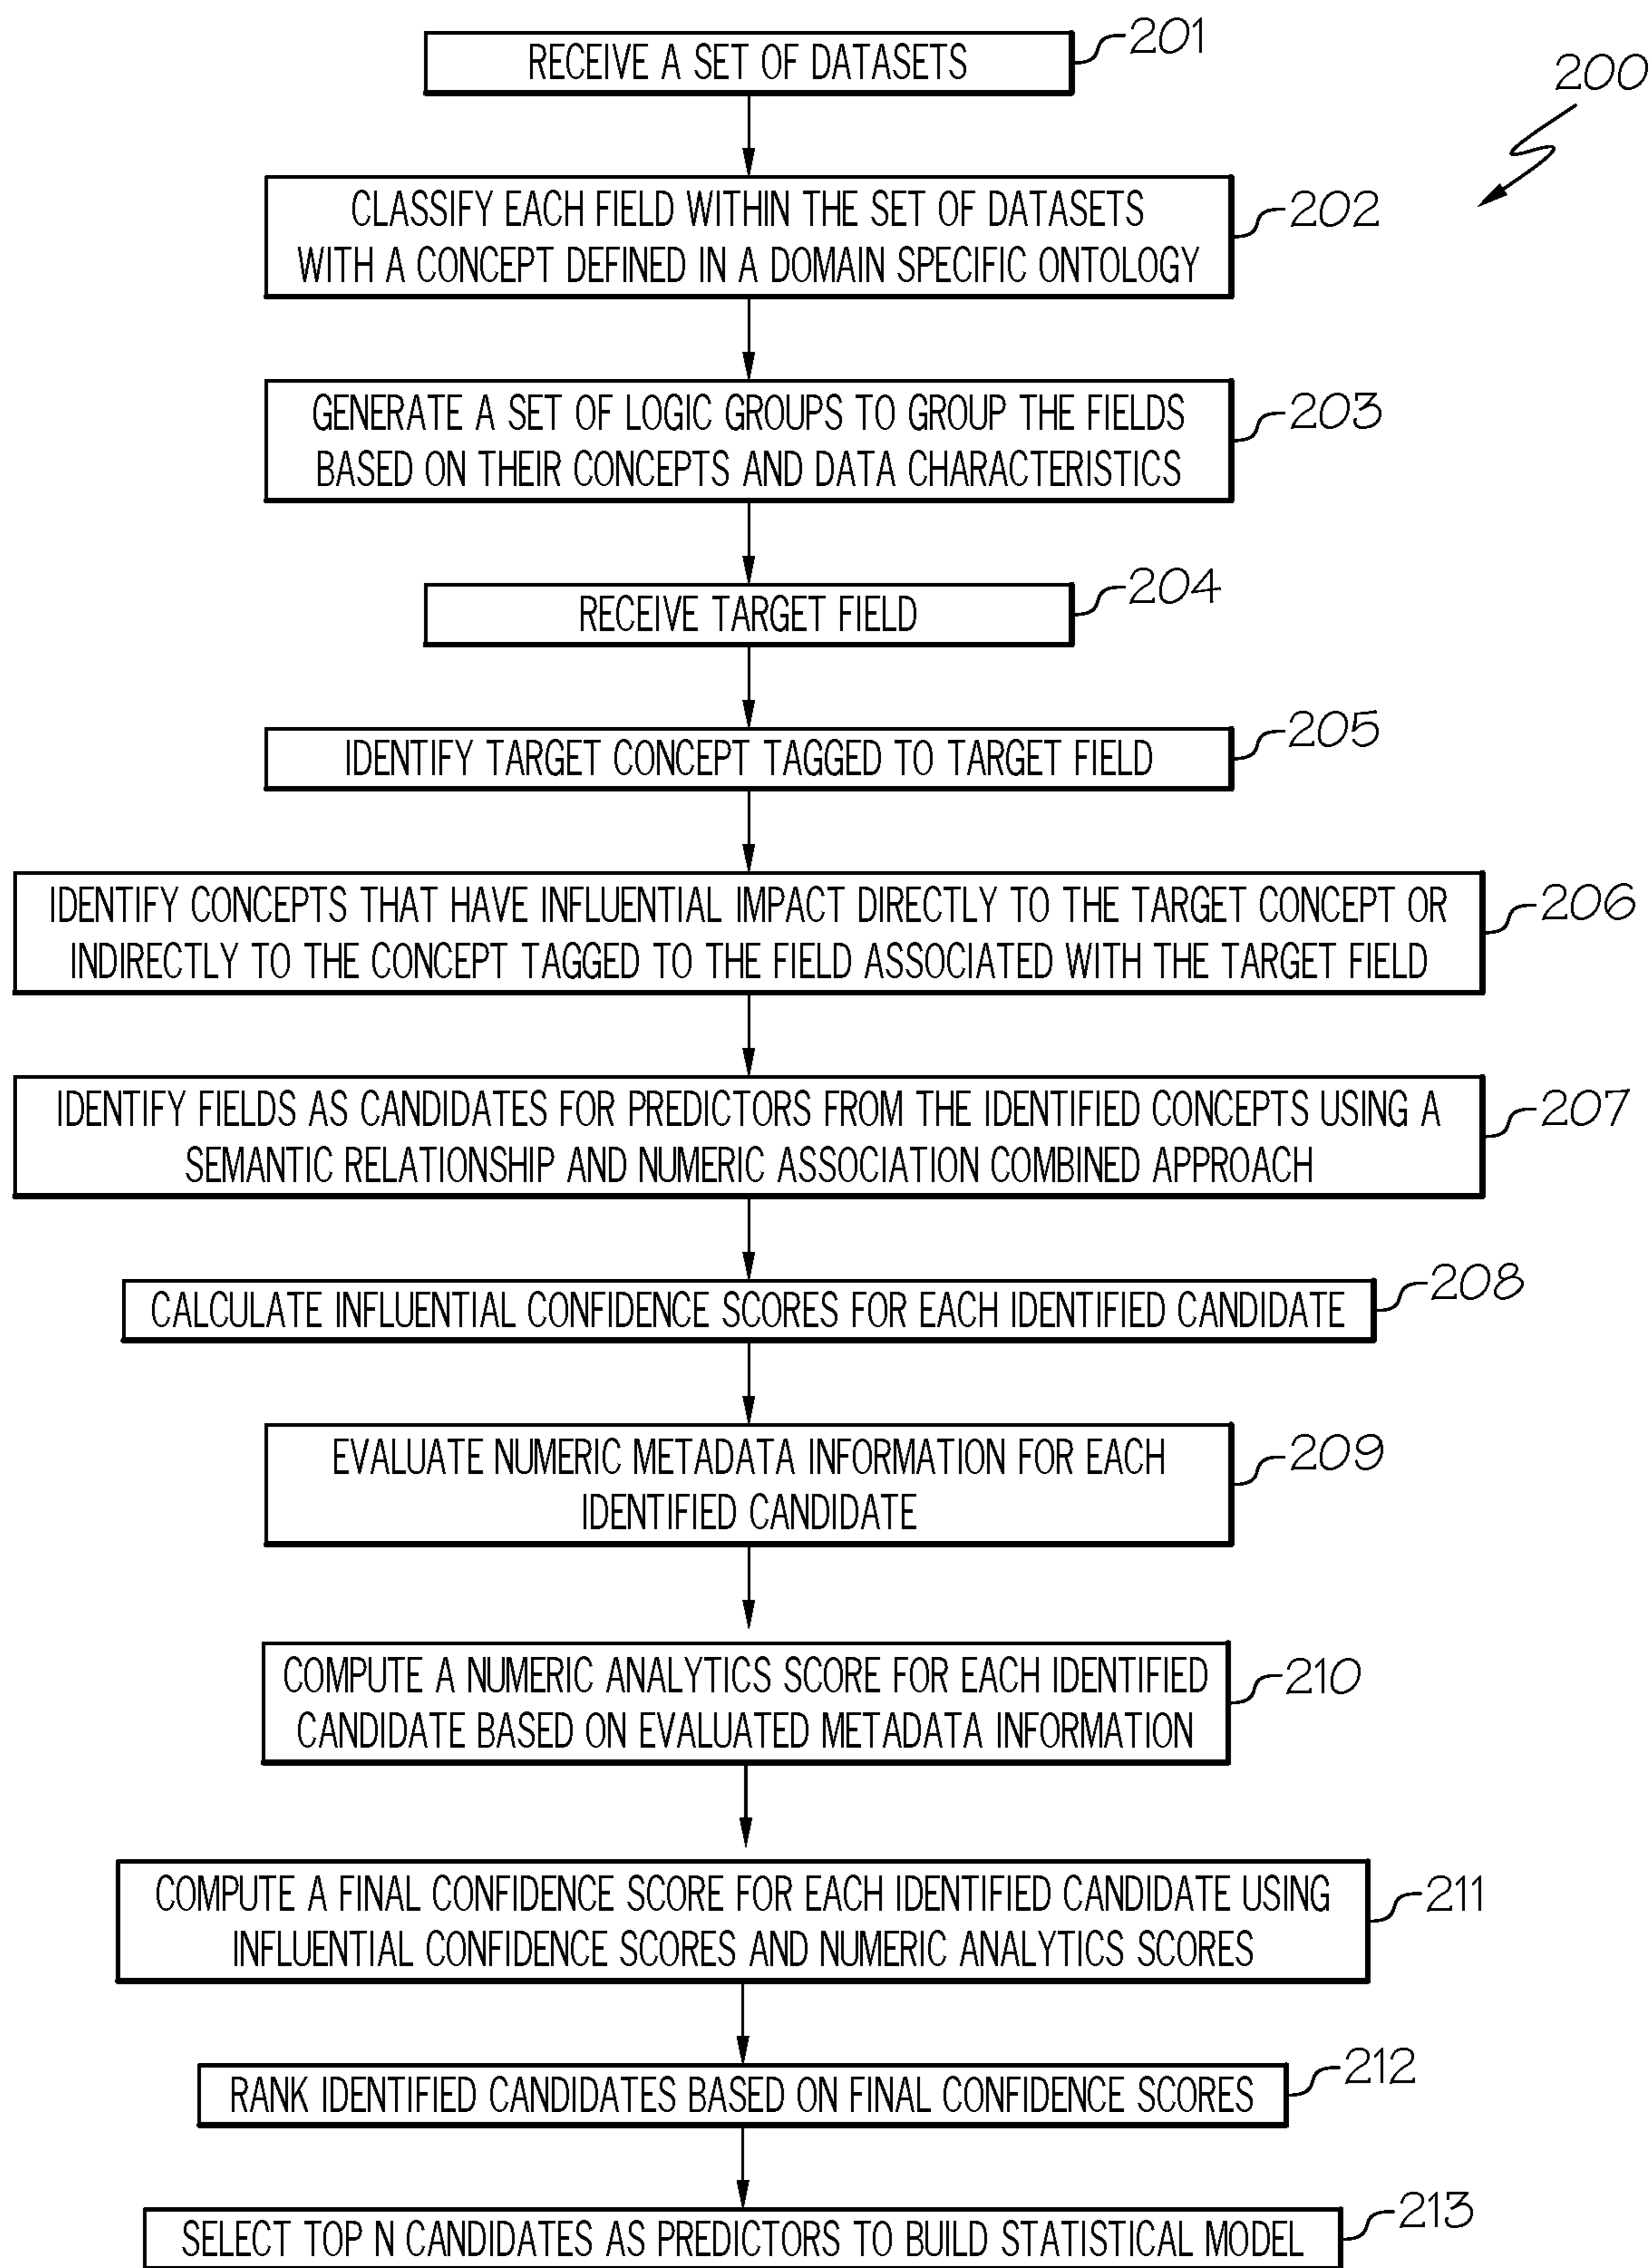 RECEIVE A SET OF DATASETS
201
200
CLASSIFY EACH FIELD WITHIN THE SET OF DATASETS
WITH A CONCEPT DEFINED IN A DOMAIN SPECIFIC ONTOLOGY
202
GENERATE A SET OF LOGIC GROUPS TO GROUP THE FIELDS
BASED ON THEIR CONCEPTS AND DATA CHARACTERISTICS
203
RECEIVE TARGET FIELD
204
IDENTIFY TARGET CONCEPT TAGGED TO TARGET FIELD
205
IDENTIFY CONCEPTS THAT HAVE INFLUENTIAL IMPACT DIRECTLY TO THE TARGET CONCEPT OR
INDIRECTLY TO THE CONCEPT TAGGED TO THE FIELD ASSOCIATED WITH THE TARGET FIELD
206
IDENTIFY FIELDS AS CANDIDATES FOR PREDICTORS FROM THE IDENTIFIED CONCEPTS USING A
SEMANTIC RELATIONSHIP AND NUMERIC ASSOCIATION COMBINED APPROACH
207
CALCULATE INFLUENTIAL CONFIDENCE SCORES FOR EACH IDENTIFIED CANDIDATE
208
EVALUATE NUMERIC METADATA INFORMATION FOR EACH
IDENTIFIED CANDIDATE
209
COMPUTE A NUMERIC ANALYTICS SCORE FOR EACH IDENTIFIED
CANDIDATE BASED ON EVALUATED METADATA INFORMATION
210
COMPUTE A FINAL CONFIDENCE SCORE FOR EACH IDENTIFIED CANDIDATE USING
INFLUENTIAL CONFIDENCE SCORES AND NUMERIC ANALYTICS SCORES
211
RANK IDENTIFIED CANDIDATES BASED ON FINAL CONFIDENCE SCORES
212
SELECT TOP N CANDIDATES AS PREDICTORS TO BUILD STATISTICAL MODEL
213